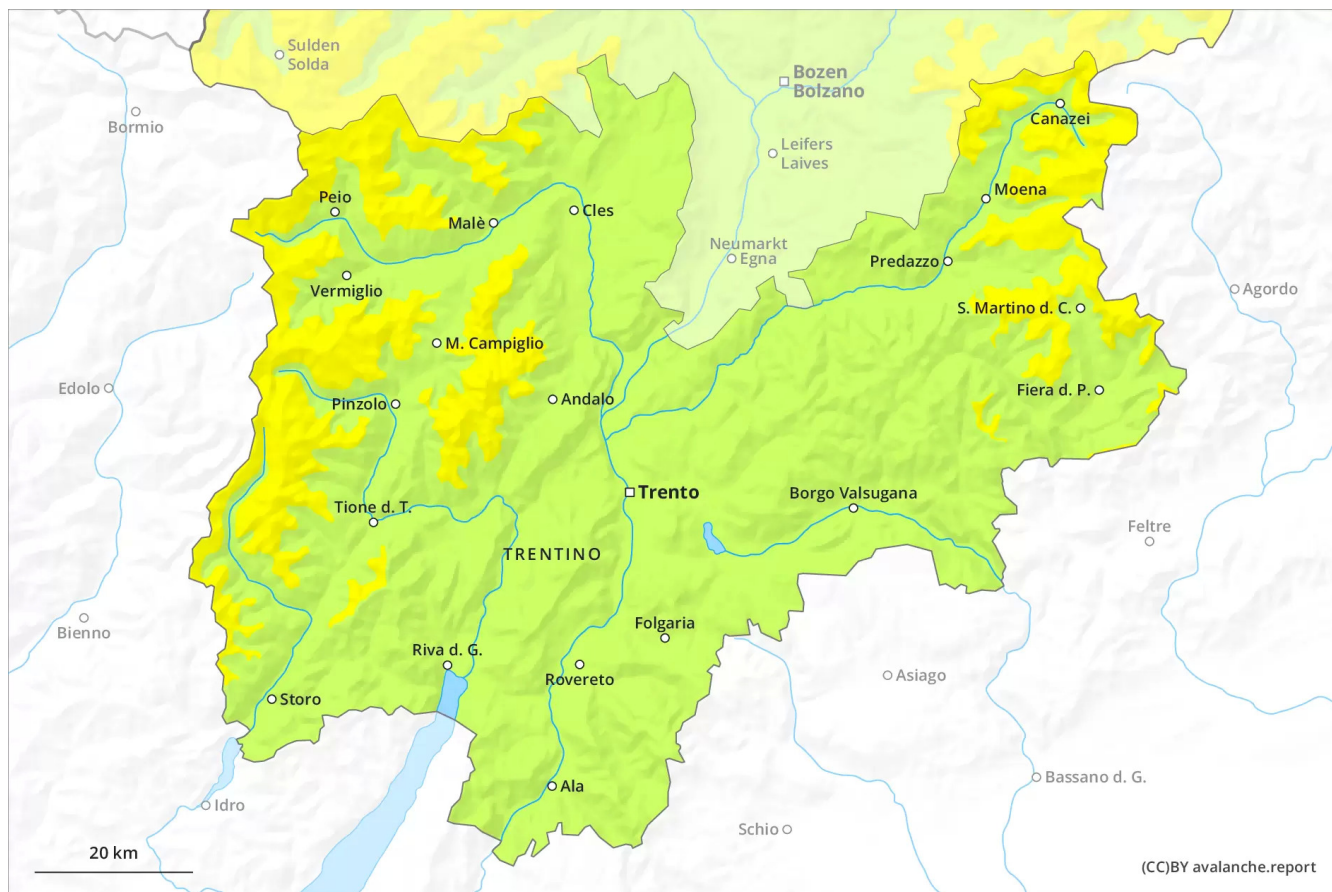 Sulden
Solda
Bozen
Bolzano
Bormio
Canazei
Leifers
Laives
Peio
Moena
Malè
Cles
Neumarkt
Egna
Predazzo
Vermiglio
Agordo
S. Martino d. C.
M. Campiglio
Edolo
Andalo
Fiera d. P.
Pinzolo
Trento
Borgo Valsugana
Tione d. T.
Feltre
TRENTINO
Bienno
Folgaria
Riva d. G.
Rovereto
Asiago
Storo
Bassano d. G.
Ala
Idro
Schio
20 km
(CC)BY avalanche.report